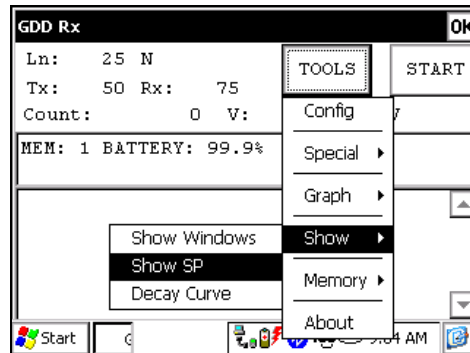 GDD Rx OK
Ln: 25 N
TOOLS START
Tx: 50 Rx: 75
Count: 0 V:
Config
MEM: 1 BATTERY: 99.9%
Special
Graph
Show Windows
Show
Show SP
Decay Curve
Memory
About
Start
AM